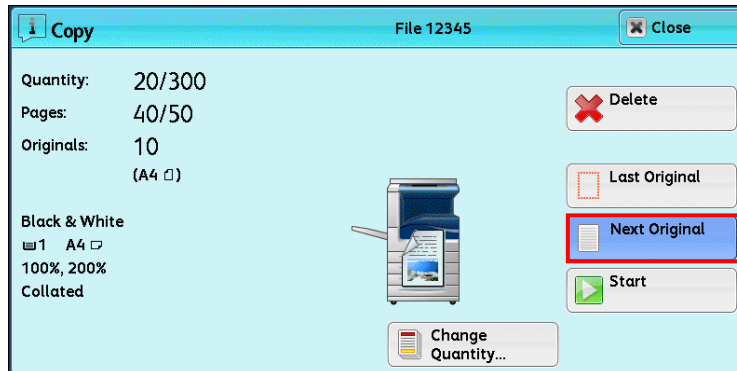 Copy
File 12345
Close
Quantity: 20/300
Pages: 40/50
Originals: 10
(A4)
Black & White
1 A4
100%, 200%
Collated
Delete
Last Original
Next Original
Start
Change
Quantity...